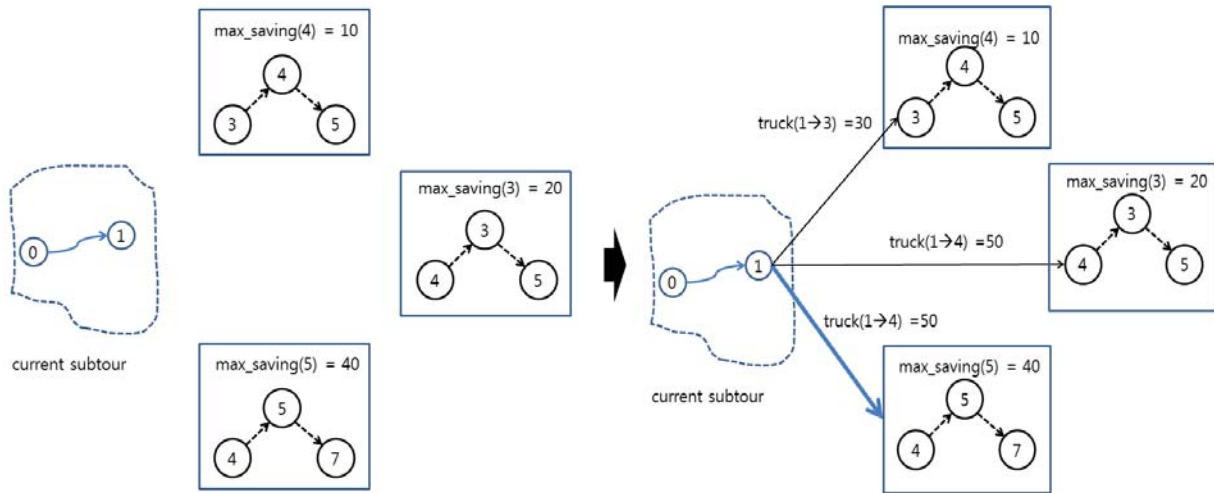 max_saving(4) = 10
4
3
5
max_saving(3) = 20
3
4
5
0
1
current subtour
max_saving(5) = 40
5
4
7
max_saving(4) = 10
4
3
5
truck(1→3) =30
max_saving(3) = 20
3
4
5
truck(1→4) =50
0
1
truck(1→4) =50
current subtour
max_saving(5) = 40
5
4
7